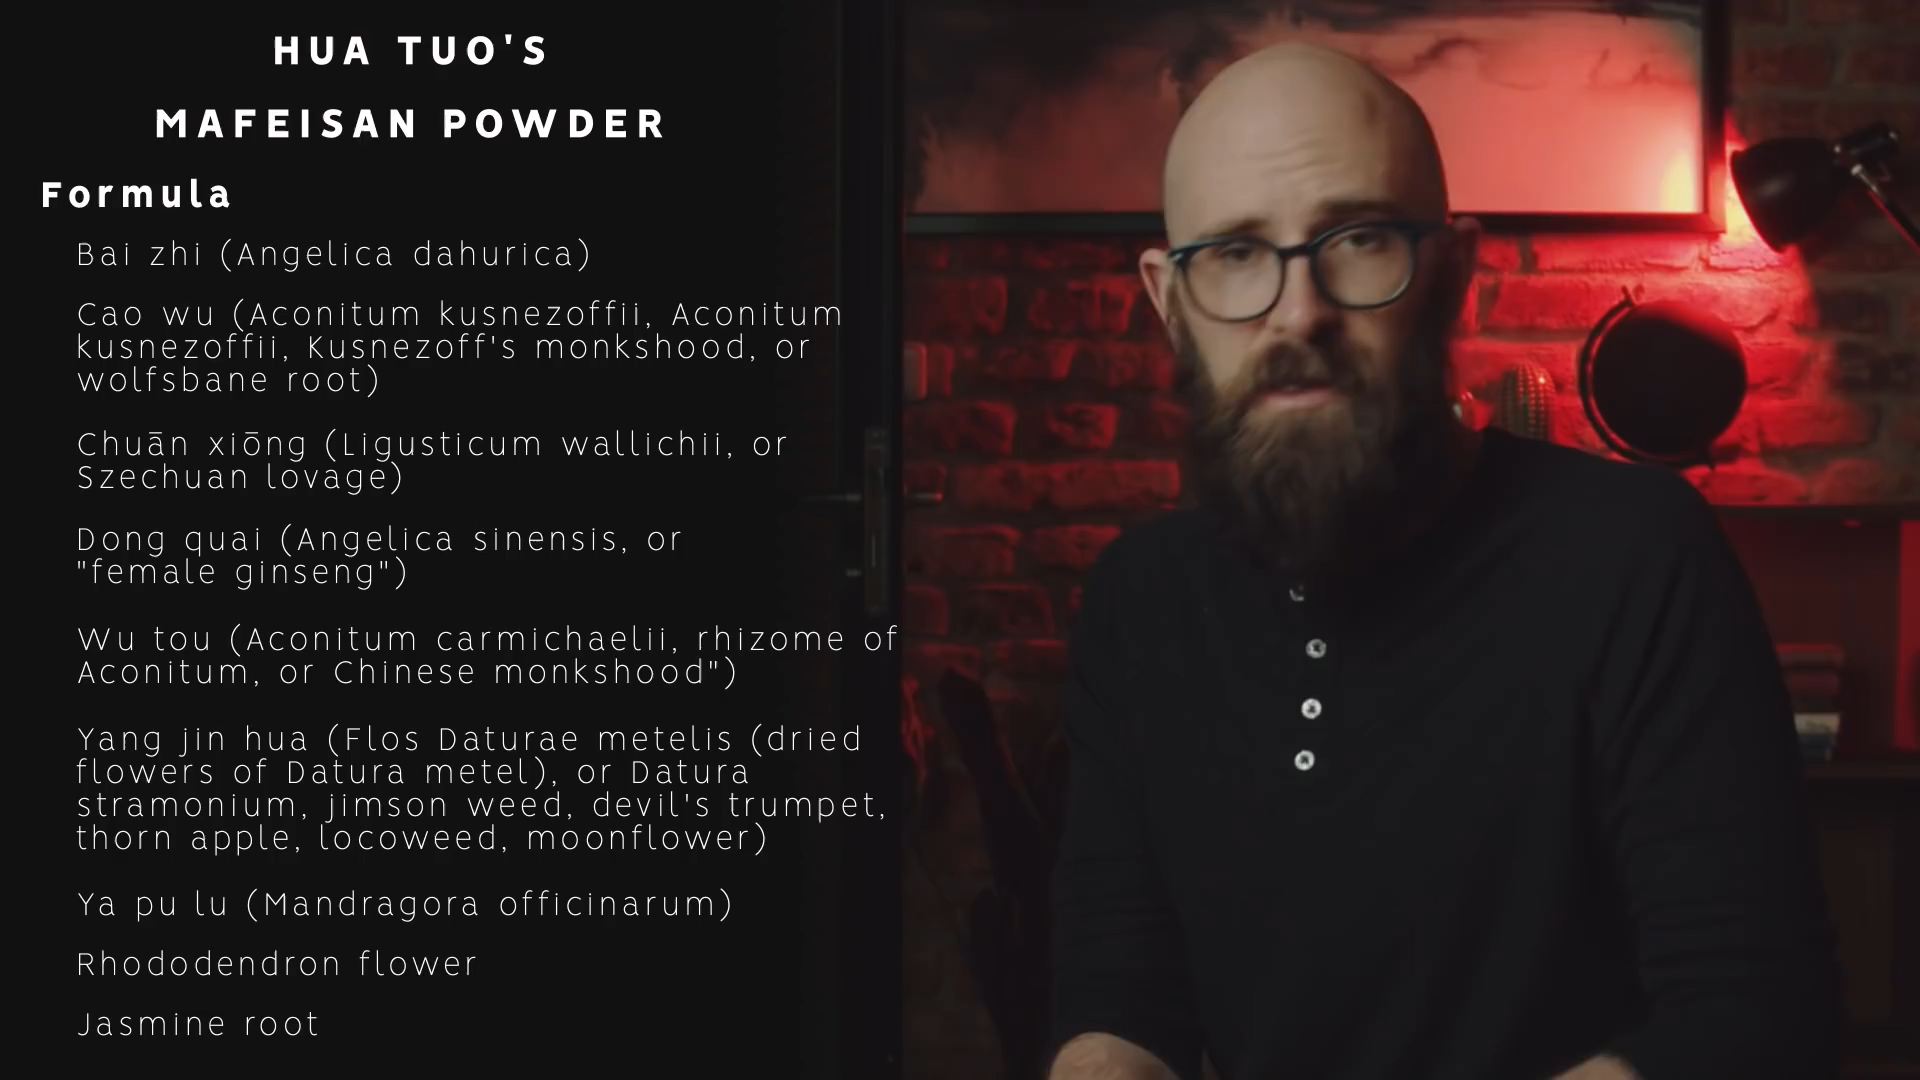 HUA TUO'S
MAFEISAN POWDER
Formula
Bai zhi (Angelica dahurica)
Cao wu (Aconitum kusnezoffii, Aconitum
kusnezoffii, Kusnezoff's monkshood, or
wolfsbane root)
Chuān xiōng (Ligusticum wallichii, or
Szechuan lovage)
Dong quai (Angelica sinensis, or
"female ginseng")
Wu tou (Aconitum carmichaelii, rhizome of
Aconitum, or Chinese monkshood")
Yang jin hua (Flos Daturae metelis (dried
flowers of Datura metel), or Datura
stramonium, jimson weed, devil's trumpet,
thorn apple, locoweed, moonflower)
Ya pu lu (Mandragora officinarum)
Rhododendron flower
Jasmine root